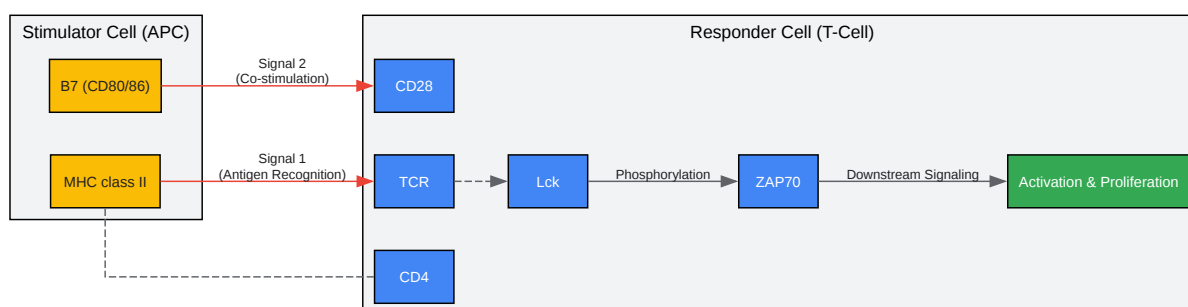 Stimulator Cell (APC)
Responder Cell (T-Cell)
B7 (CD80/86)
Signal 2
(Co-stimulation)
CD28
MHC class II
Signal 1
(Antigen Recognition)
TCR
Lck
Phosphorylation
ZAP70
Downstream Signaling
Activation & Proliferation
CD4